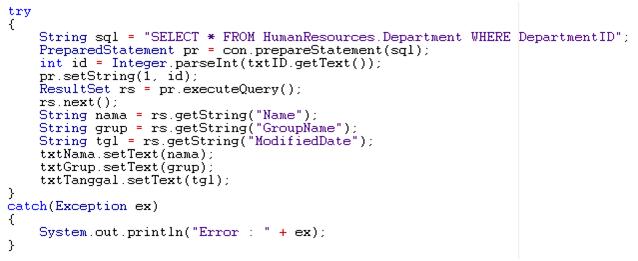 try
{
    String sql = "SELECT * FROM HumanResources.Department WHERE DepartmentID";
    PreparedStatement pr = con.prepareStatement(sql);
    int id = Integer.parseInt(txtID.getText());
    pr.setString(1, id);
    ResultSet rs = pr.executeQuery();
    rs.next();
    String nama = rs.getString("Name");
    String grup = rs.getString("GroupName");
    String tgl = rs.getString("ModifiedDate");
    txtNama.setText(nama);
    txtGrup.setText(grup);
    txtTanggal.setText(tgl);
}
catch(Exception ex)
{
    System.out.println("Error : " + ex);
}